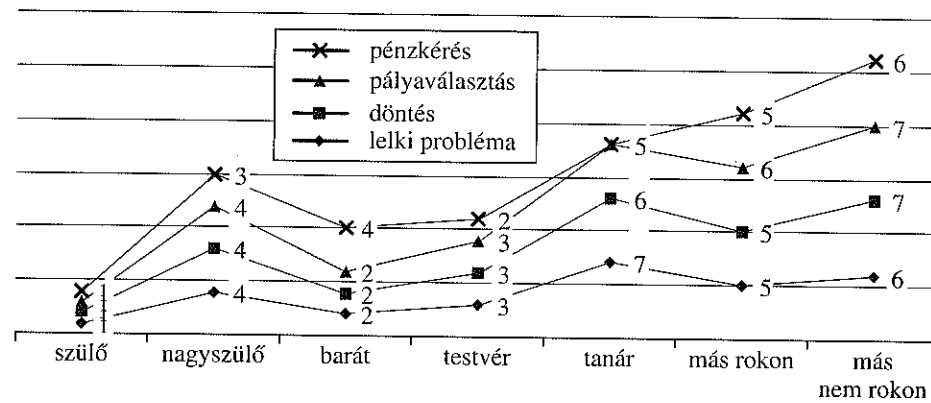 pénzkérés
pályaválasztás
döntés
lelki probléma
1
1
1
1
3
4
4
4
4
2
2
2
2
3
3
3
5
6
7
5
6
5
5
6
7
7
6
szülő
nagyszülő
barát
testvér
tanár
más rokon
más
nem rokon